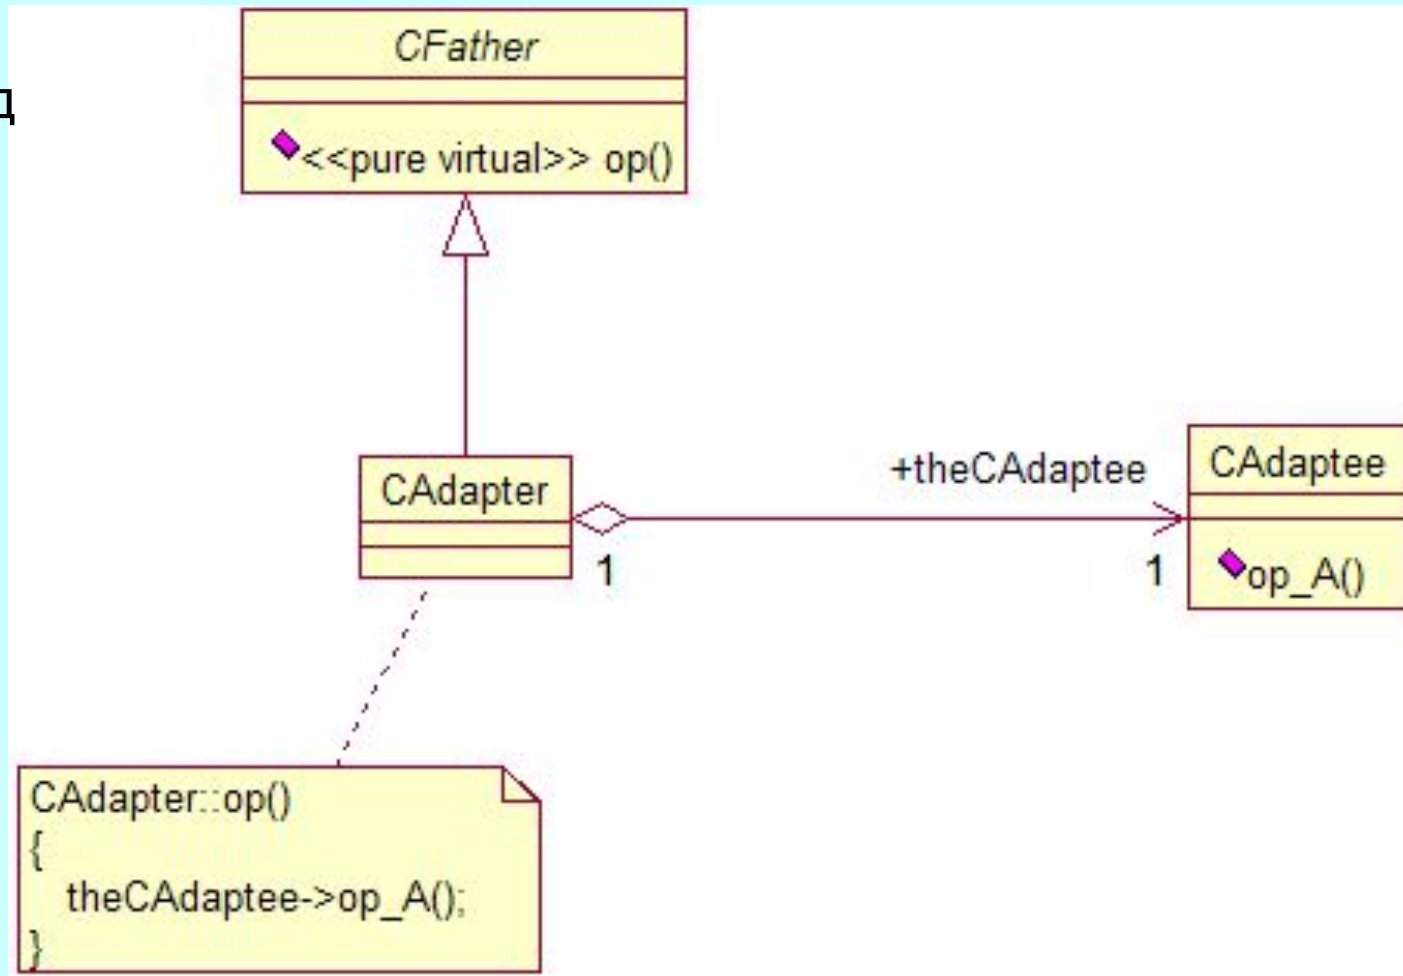 CFather
<<pure virtual>> op()
+theCAdaptee
CAdaptee
CAdapter
1
1
op_A()
CAdapter::op()
{
theCAdaptee->op_A();
}